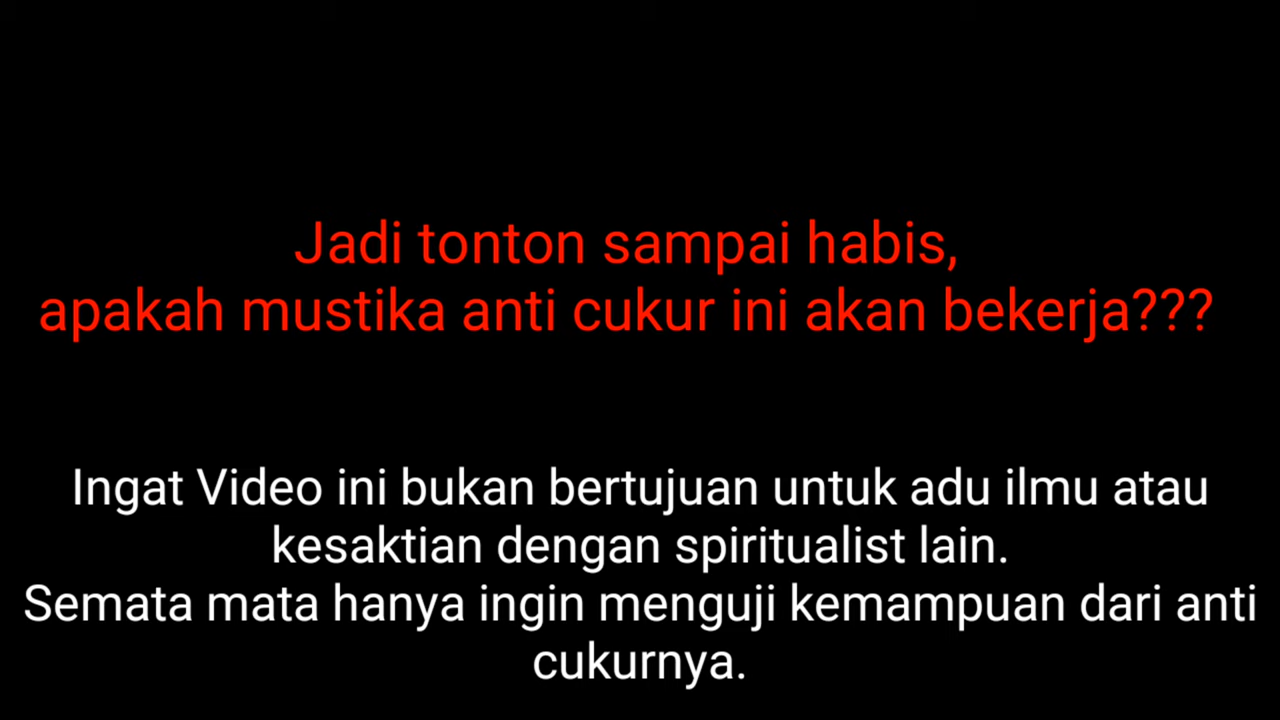 Jadi tonton sampai habis,
apakah mustika anti cukur ini akan bekerja???
Ingat Video ini bukan bertujuan untuk adu ilmu atau
kesaktian dengan spiritualist lain.
Semata mata hanya ingin menguji kemampuan dari anti
cukurnya.